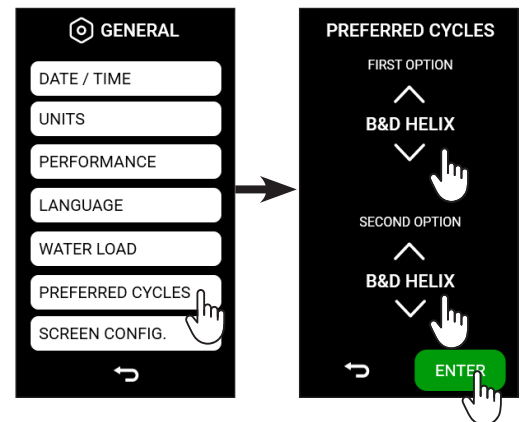 GENERAL
DATE / TIME
UNITS
PERFORMANCE
LANGUAGE
WATER LOAD
PREFERRED CYCLES
SCREEN CONFIG.
PREFERRED CYCLES
FIRST OPTION
B&D HELIX
SECOND OPTION
B&D HELIX
ENTER